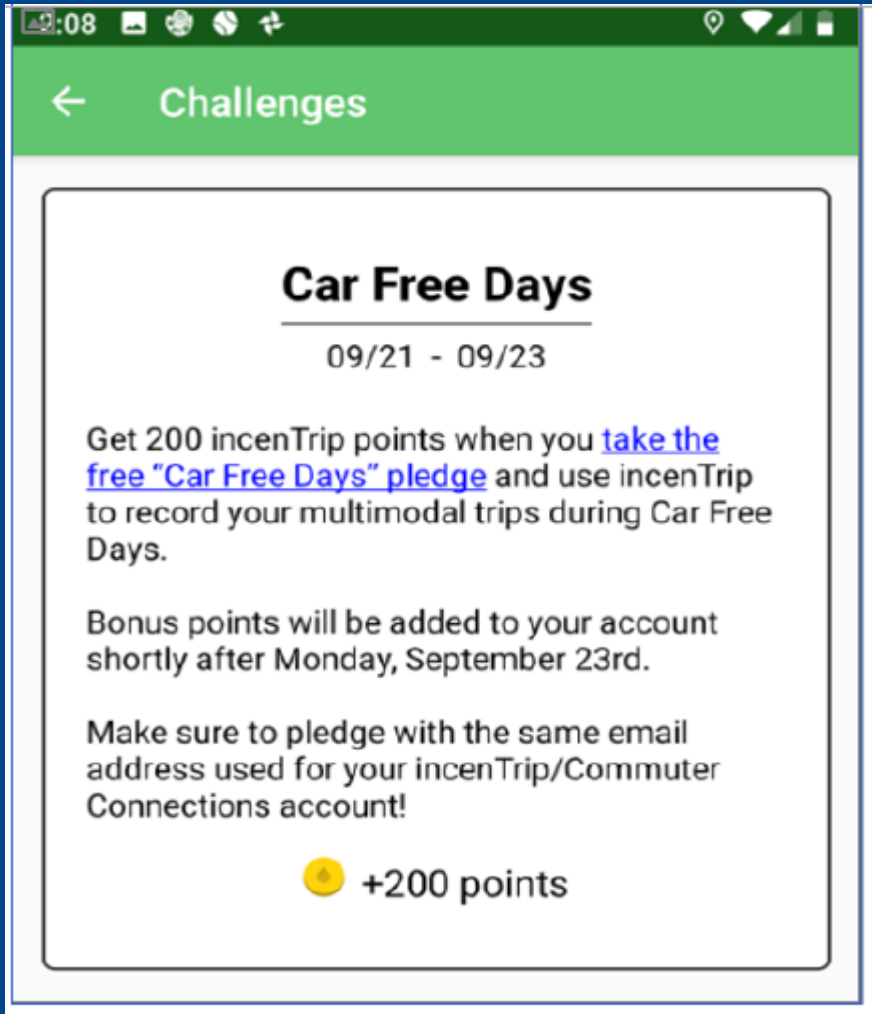 :08
Challenges
Car Free Days
09/21 - 09/23
Get 200 incenTrip points when you take the
free “Car Free Days” pledge and use incenTrip
to record your multimodal trips during Car Free
Days.
Bonus points will be added to your account
shortly after Monday, September 23rd.
Make sure to pledge with the same email
address used for your incenTrip/Commuter
Connections account!
+200 points